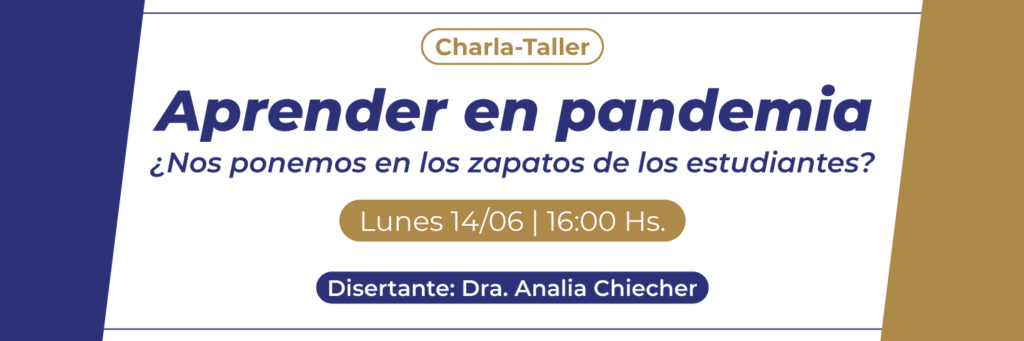 Charla-Taller
Aprender en pandemia
¿Nos ponemos en los zapatos de los estudiantes?
Lunes 14/06 | 16:00 Hs.
Disertante: Dra. Analia Chiecher